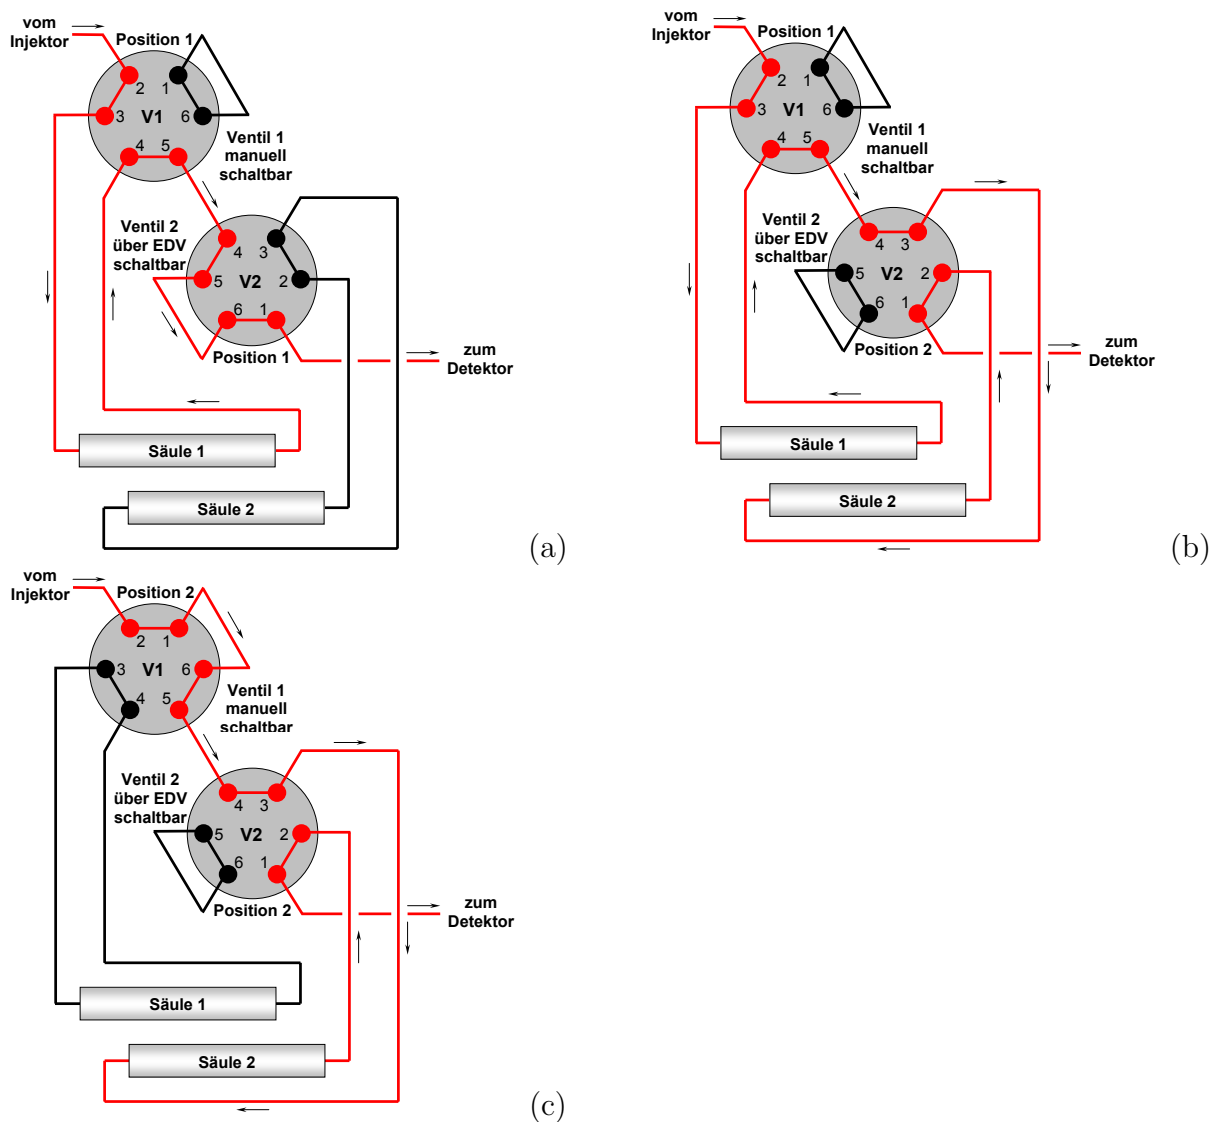 vom
Injektor
Position 1
2
1
3
V1
6
4
5
Ventil 1
manuell
schaltbar
Ventil 2
über EDV
schaltbar
4
3
5
V2
2
6
1
Position 1
zum
Detektor
Säule 1
Säule 2
(a)
vom
Injektor
Position 1
2
1
3
V1
6
4
5
Ventil 1
manuell
schaltbar
Ventil 2
über EDV
schaltbar
4
3
5
V2
2
6
1
Position 2
zum
Detektor
Säule 1
Säule 2
(b)
vom
Injektor
Position 2
2
1
3
V1
6
4
5
Ventil 1
manuell
schaltbar
Ventil 2
über EDV
schaltbar
4
3
5
V2
2
6
1
Position 2
zum
Detektor
Säule 1
Säule 2
(c)